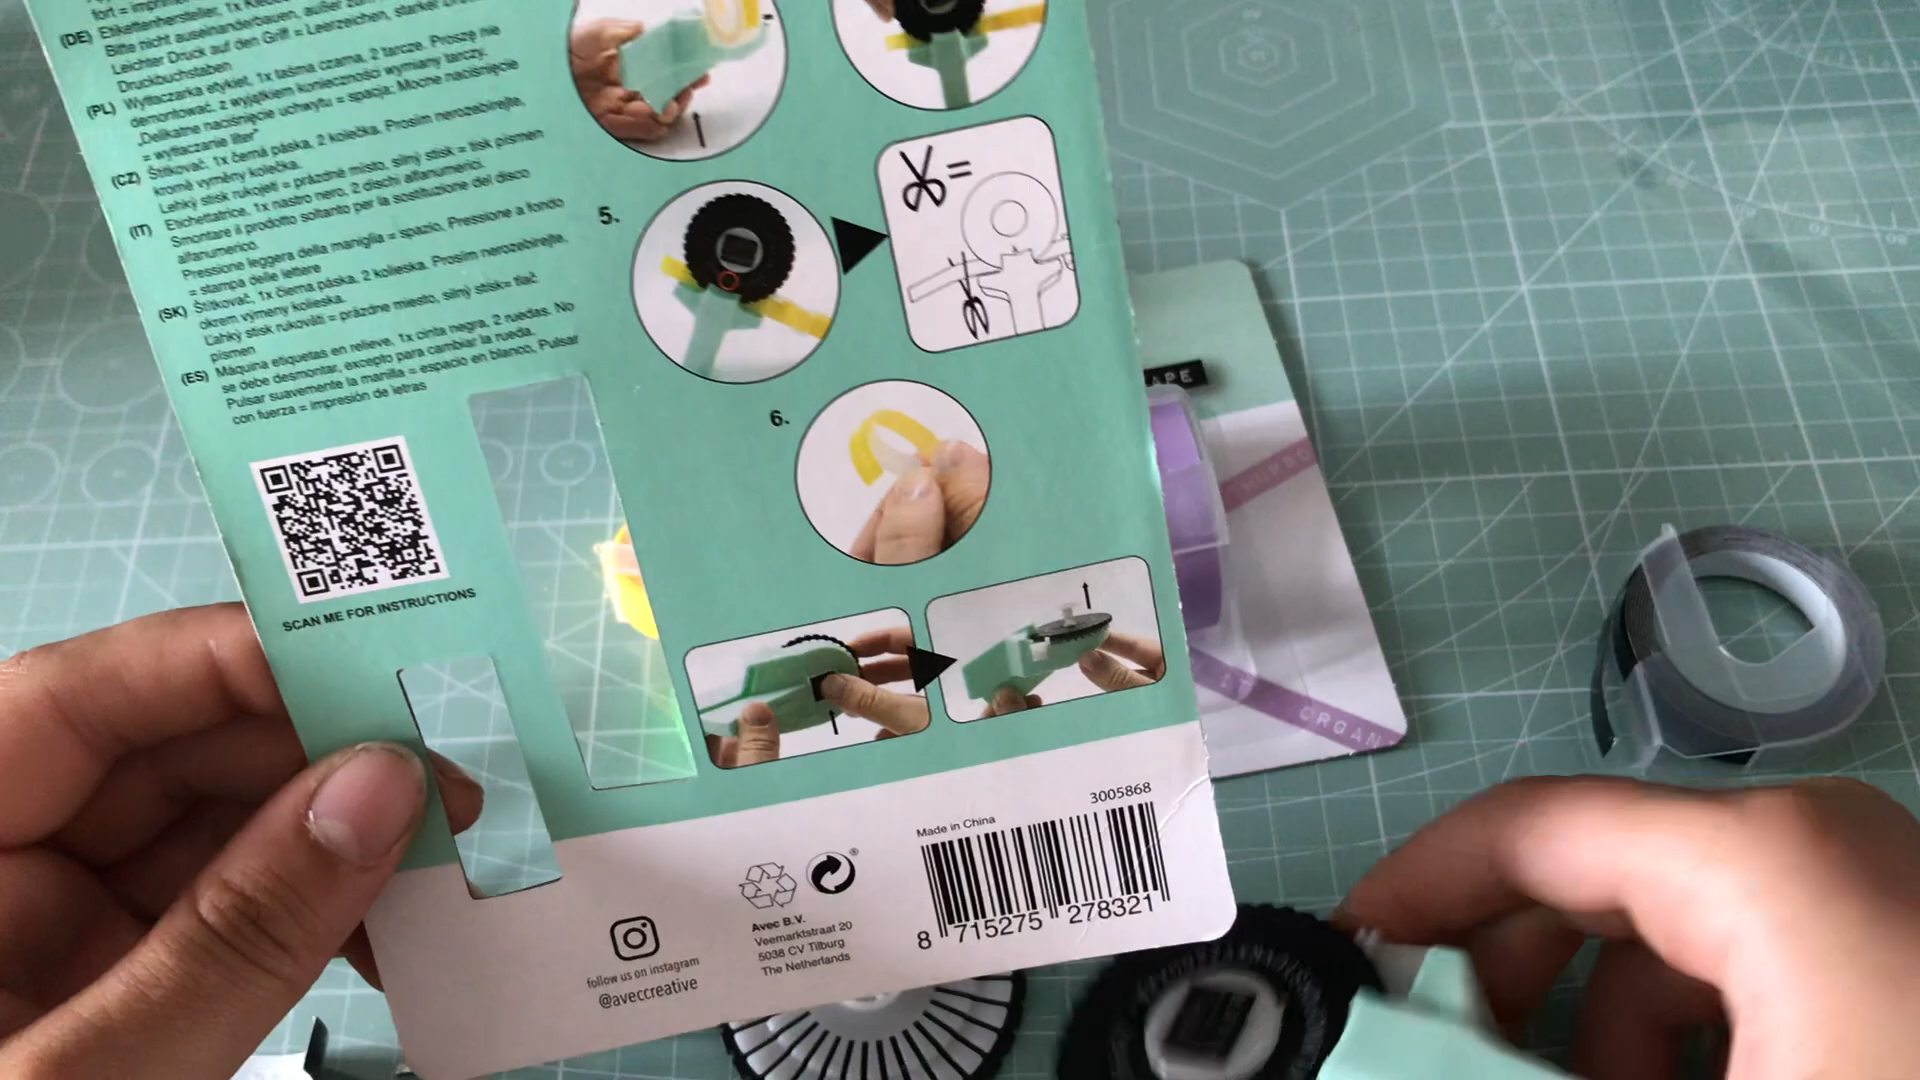 (DE) Etikettenhersteller, 1x
Bitte nicht auseinanderbauen, außer zum
Leichter Druck auf den Griff = Leerzeichen, starker
Druckbuchstaben
(PL) Wytłaczarka etykiet, 1x taśma czarna, 2 tarcze. Proszę nie
demontować, z wyjątkiem konieczności wymiany tarczy.
„Delikatne naciśnięcie uchwytu = spacja; Mocne naciśnięcie
= wytłaczanie liter"
(CZ) Štítkovač, 1x černá páska, 2 kolečka. Prosím nerozebírejte,
kromě výměny kolečka.
Lehký stisk rukojeti = prázdné místo, silný stisk = tisk písmen
(IT) Etichettatrice, 1x nastro nero, 2 dischi alfanumerici.
Smontare il prodotto soltanto per la sostituzione del disco
alfanumerico
Pressione leggera della maniglia = spazio, Pressione a fondo
= stampa delle lettere
(SK) Štítkovač, 1x čierna páska, 2 kolieska. Prosím nerozebírejte,
okrem výmeny kolieska.
Ľahký stisk rukoväti = prázdne miesto, silný stisk= tlač
písmen
(ES) Máquina etiquetas en relieve, 1x cinta negra, 2 ruedas. No
se debe desmontar, excepto para cambiar la rueda.
Pulsar suavemente la manilla = espacio en blanco, Pulsar
con fuerza = impresión de letras
5.
=
6.
SCAN ME FOR INSTRUCTIONS
APE
IT
ORGAN
Made in China
3005868
8 715275 278321
follow us on instagram
@aveccreative
Avec B.V.
Veemarktstraat 20
5038 CV Tilburg
The Netherlands